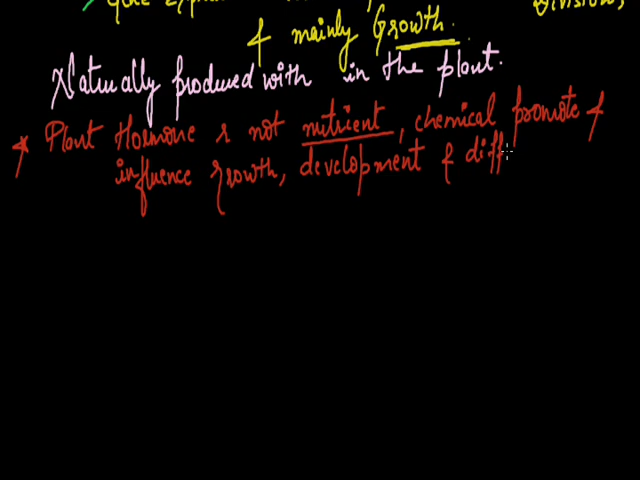 & mainly Growth.
Naturally produced with in the plant.
* Plant Hormone is not nutrient, chemical promote &
influence growth, development & diff